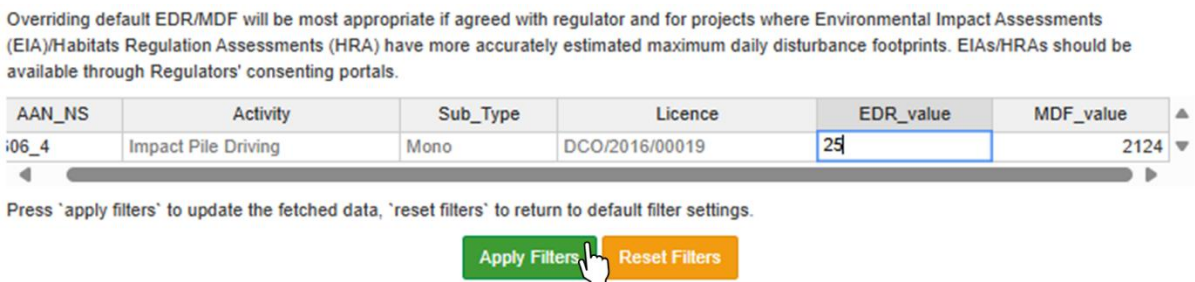 Overriding default EDR/MDF will be most appropriate if agreed with regulator and for projects where Environmental Impact Assessments
(EIA)/Habitats Regulation Assessments (HRA) have more accurately estimated maximum daily disturbance footprints. EIAs/HRAs should be
available through Regulators' consenting portals.
AAN_NS Activity Sub_Type Licence EDR_value MDF_value
06_4 Impact Pile Driving Mono DCO/2016/00019 25 2124
Press `apply filters` to update the fetched data, `reset filters` to return to default filter settings.
Apply Filters Reset Filters